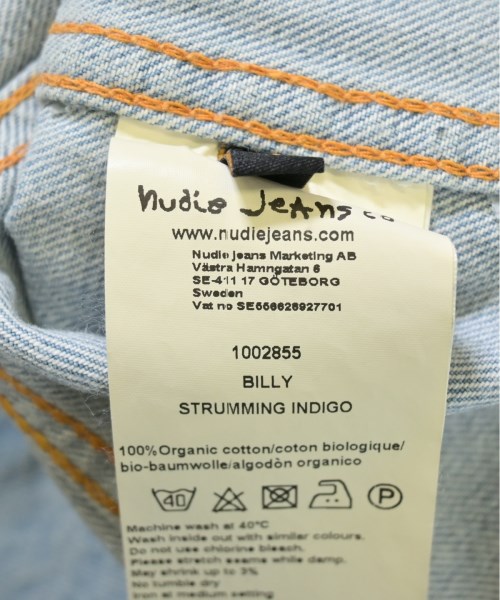 nudie Jeans co
www.nudiejeans.com
Nudie Jeans Marketing AB
Västra Hamngatan 6
SE-411 17 GÖTEBORG
Sweden
Vat no SE556626927701
1002855
BILLY
STRUMMING INDIGO
100%Organic cotton/coton biologique/
bio-baumwolle/algodòn organico
40 P
Machine wash at 40°C
Wash inside out with similar colours.
Do not use chlorine bleach.
Please stretch seams while damp.
May shrink up to 3%
No tumble dry
Iron at medium setting